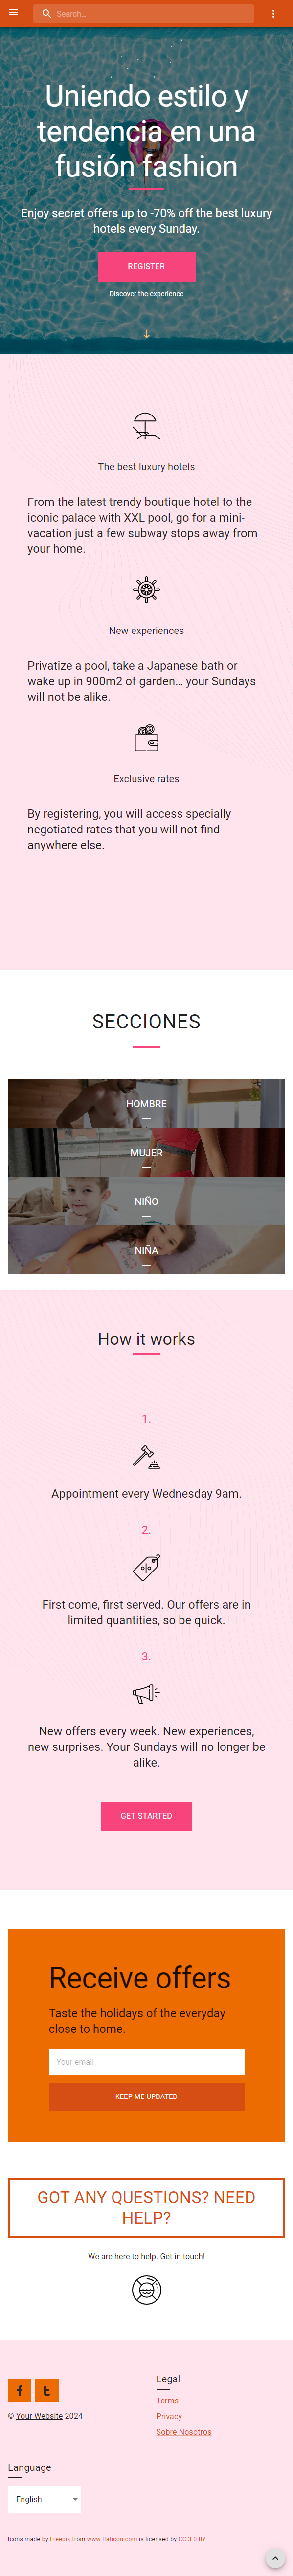 Search…
Uniendo estilo y
tendencia en una
fusión fashion
Enjoy secret offers up to -70% off the best luxury
hotels every Sunday.
REGISTER
Discover the experience
The best luxury hotels
From the latest trendy boutique hotel to the
iconic palace with XXL pool, go for a mini-
vacation just a few subway stops away from
your home.
New experiences
Privatize a pool, take a Japanese bath or
wake up in 900m2 of garden… your Sundays
will not be alike.
Exclusive rates
By registering, you will access specially
negotiated rates that you will not find
anywhere else.
SECCIONES
HOMBRE
MUJER
NIÑO
NIÑA
How it works
1.
Appointment every Wednesday 9am.
2.
First come, first served. Our offers are in
limited quantities, so be quick.
3.
New offers every week. New experiences,
new surprises. Your Sundays will no longer be
alike.
GET STARTED
Receive offers
Taste the holidays of the everyday
close to home.
Your email
KEEP ME UPDATED
GOT ANY QUESTIONS? NEED
HELP?
We are here to help. Get in touch!
© Your Website 2024
Legal
Terms
Privacy
Sobre Nosotros
Language
English
Icons made by Freepik from www.flaticon.com is licensed by CC 3.0 BY